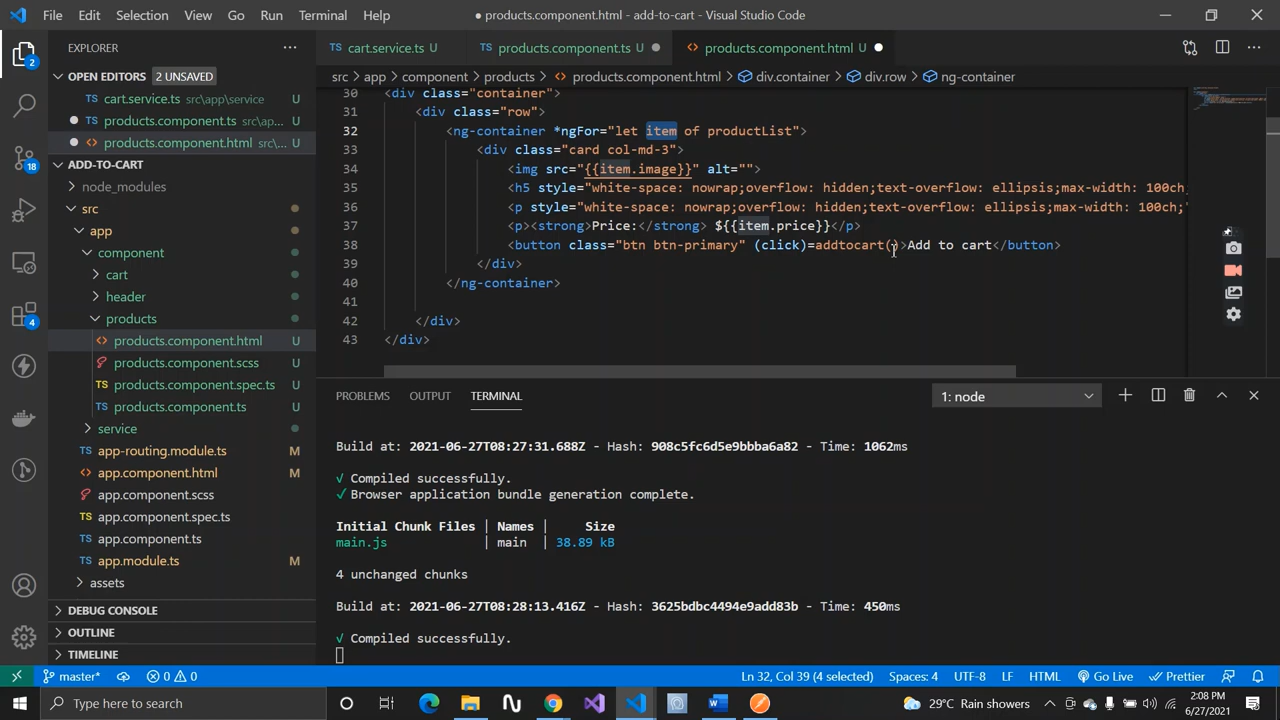 File Edit Selection View Go Run Terminal Help
● products.component.html - add-to-cart - Visual Studio Code
EXPLORER
cart.service.ts U
products.component.ts U
products.component.html U
OPEN EDITORS 2 UNSAVED
src > app > component > products > products.component.html > div.container > div.row > ng-container
TS cart.service.ts src\app\service U
TS products.component.ts src\ap... U
products.component.html src\... U
ADD-TO-CART
node_modules
src
app
component
cart
header
products
products.component.html U
products.component.scss U
products.component.spec.ts U
TS products.component.ts U
service
TS app-routing.module.ts M
app.component.html M
app.component.scss
TS app.component.spec.ts
TS app.component.ts
TS app.module.ts M
assets
DEBUG CONSOLE
OUTLINE
TIMELINE
2
18
4
30 <div class="container">
31 <div class="row">
32 <ng-container *ngFor="let item of productList">
33 <div class="card col-md-3">
34 <img src="{{item.image}}" alt="">
35 <h5 style="white-space: nowrap;overflow: hidden;text-overflow: ellipsis;max-width: 100ch;
36 <p style="white-space: nowrap;overflow: hidden;text-overflow: ellipsis;max-width: 100ch;"
37 <p><strong>Price:</strong> ${{item.price}}</p>
38 <button class="btn btn-primary" (click)=addtocart()>Add to cart</button>
39 </div>
40 </ng-container>
41
42 </div>
43 </div>
PROBLEMS OUTPUT TERMINAL
1: node
Build at: 2021-06-27T08:27:31.688Z - Hash: 908c5fc6d5e9bbba6a82 - Time: 1062ms
√ Compiled successfully.
√ Browser application bundle generation complete.
Initial Chunk Files | Names | Size
main.js | main | 38.89 kB
4 unchanged chunks
Build at: 2021-06-27T08:28:13.416Z - Hash: 3625bdbc4494e9add83b - Time: 450ms
√ Compiled successfully.
master* 0 0
Ln 32, Col 39 (4 selected) Spaces: 4 UTF-8 LF HTML Go Live Prettier
Type here to search
29°C Rain showers
2:08 PM
6/27/2021